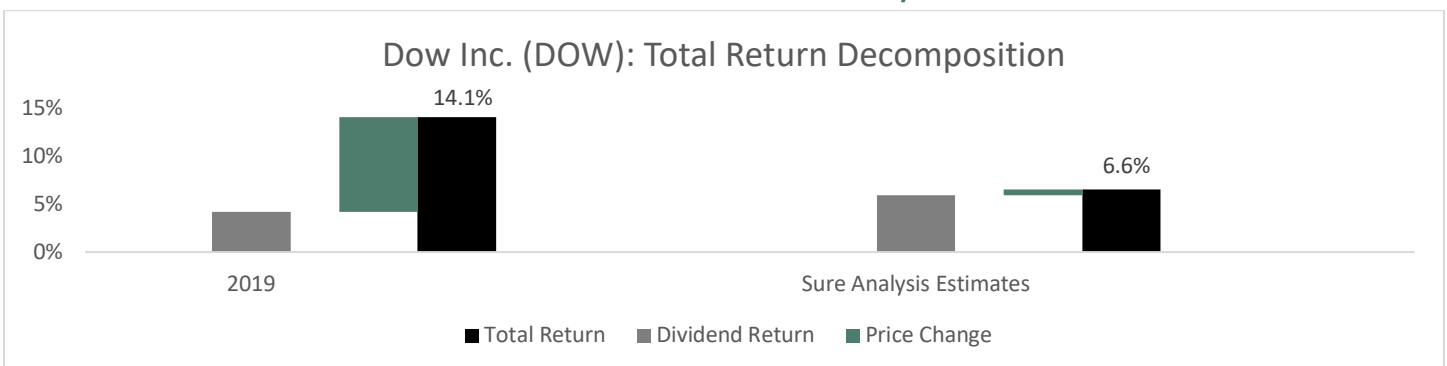 Dow Inc. (DOW): Total Return Decomposition
15%
10%
5%
0%
14.1%
6.6%
2019
Sure Analysis Estimates
Total Return
Dividend Return
Price Change